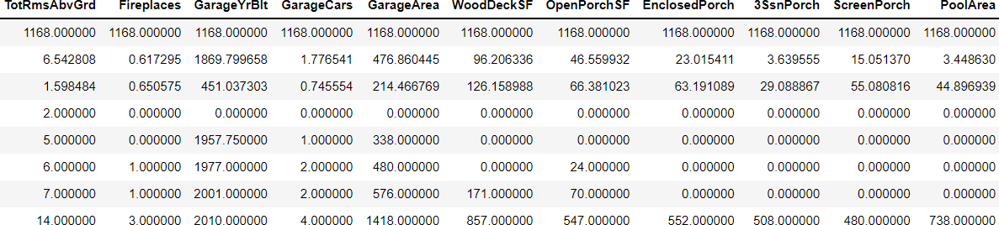 TotRmsAbvGrd Fireplaces GarageYrBlt GarageCars GarageArea WoodDeckSF OpenPorchSF EnclosedPorch 3SsnPorch ScreenPorch PoolArea
1168.000000 1168.000000 1168.000000 1168.000000 1168.000000 1168.000000 1168.000000 1168.000000 1168.000000 1168.000000 1168.000000
6.542808 0.617295 1869.799658 1.776541 476.860445 96.206336 46.559932 23.015411 3.639555 15.051370 3.448630
1.598484 0.650575 451.037303 0.745554 214.466769 126.158988 66.381023 63.191089 29.088867 55.080816 44.896939
2.000000 0.000000 0.000000 0.000000 0.000000 0.000000 0.000000 0.000000 0.000000 0.000000 0.000000
5.000000 0.000000 1957.750000 1.000000 338.000000 0.000000 0.000000 0.000000 0.000000 0.000000 0.000000
6.000000 1.000000 1977.000000 2.000000 480.000000 0.000000 24.000000 0.000000 0.000000 0.000000 0.000000
7.000000 1.000000 2001.000000 2.000000 576.000000 171.000000 70.000000 0.000000 0.000000 0.000000 0.000000
14.000000 3.000000 2010.000000 4.000000 1418.000000 857.000000 547.000000 552.000000 508.000000 480.000000 738.000000